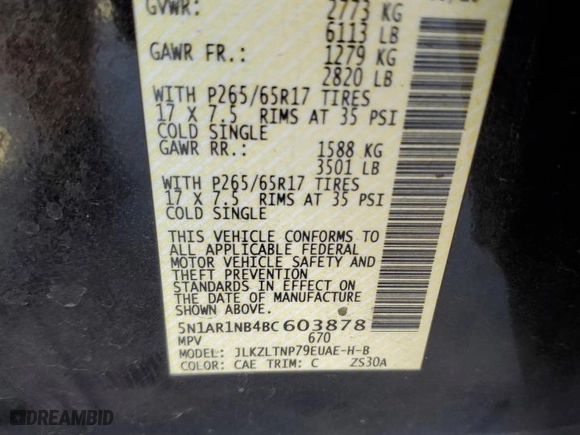 GVWR: 2773 KG
6113 LB
GAWR FR.: 1279 KG
2820 LB
WITH P265/65R17 TIRES
17 X 7.5 RIMS AT 35 PSI
COLD SINGLE
GAWR RR.: 1588 KG
3501 LB
WITH P265/65R17 TIRES
17 X 7.5 RIMS AT 35 PSI
COLD SINGLE
THIS VEHICLE CONFORMS TO
ALL APPLICABLE FEDERAL
MOTOR VEHICLE SAFETY AND
THEFT PREVENTION
STANDARDS IN EFFECT ON
THE DATE OF MANUFACTURE
SHOWN ABOVE.
5N1AR1NB4BC603878
MPV 670
MODEL: JLKZLTNP79EUAE-H-B
COLOR: CAE TRIM: C ZS30A
DREAMBID